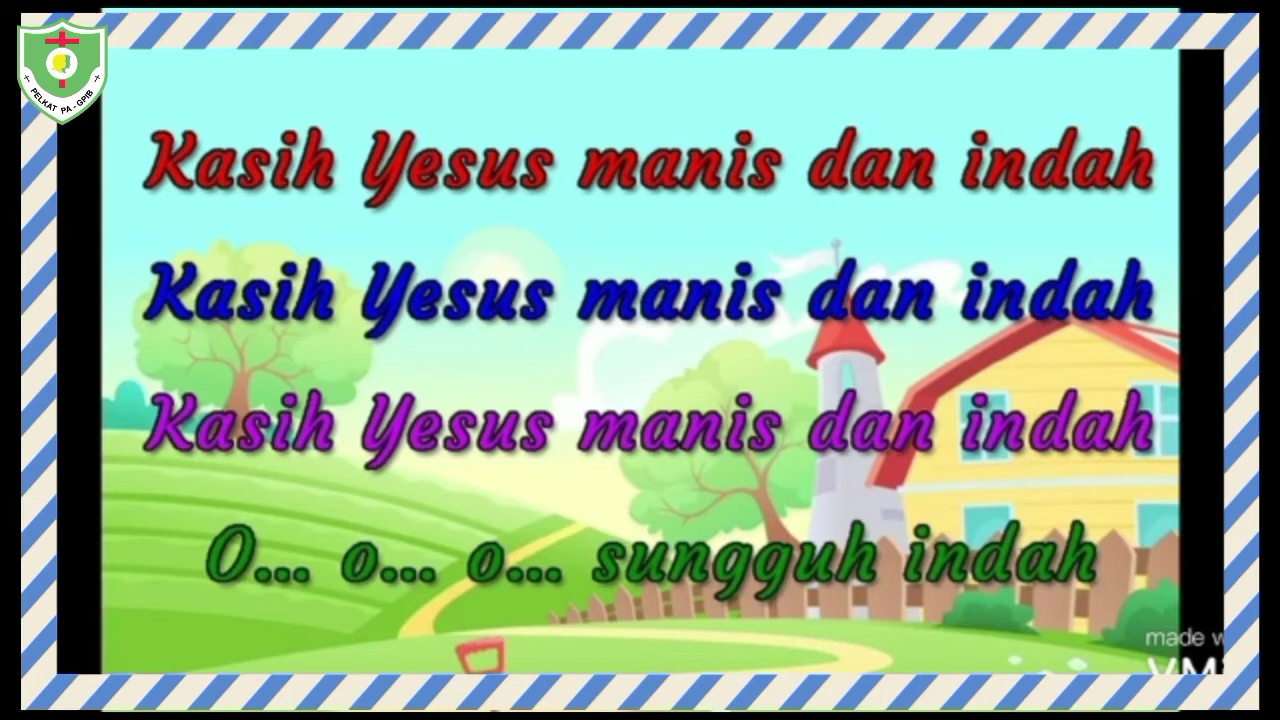 PELKAT PA - GPIB
Kasih Yesus manis dan indah
Kasih Yesus manis dan indah
Kasih Yesus manis dan indah
O... o... o... sungguh indah
made